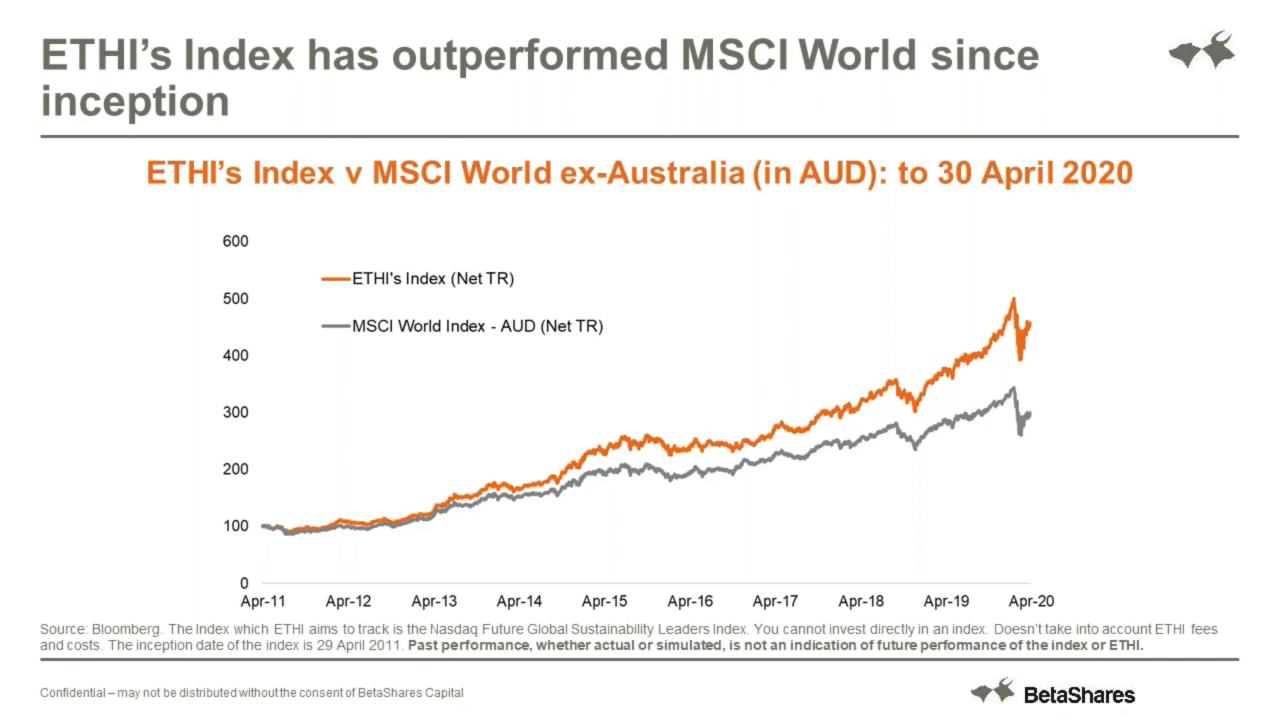 ETHI's Index has outperformed MSCI World since
inception
ETHI's Index v MSCI World ex-Australia (in AUD): to 30 April 2020
600
ETHI's Index (Net TR)
500
MSCI World Index - AUD (Net TR)
400
300
200
100
0
Apr-11 Apr-12 Apr-13 Apr-14 Apr-15 Apr-16 Apr-17 Apr-18 Apr-19 Apr-20
Source: Bloomberg. The Index which ETHI aims to track is the Nasdaq Future Global Sustainability Leaders Index. You cannot invest directly in an index. Doesn't take into account ETHI fees
and costs. The inception date of the index is 29 April 2011. Past performance, whether actual or simulated, is not an indication of future performance of the index or ETHI.
Confidential – may not be distributed without the consent of BetaShares Capital
BetaShares